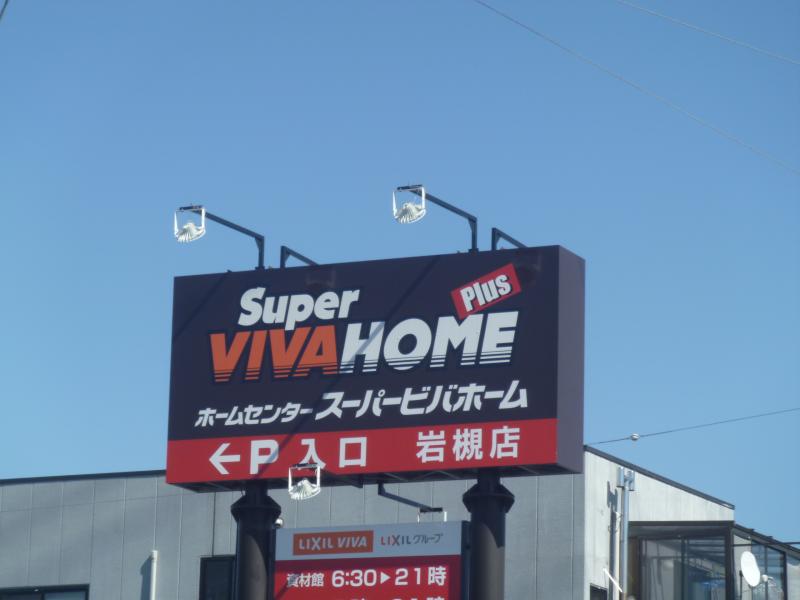 Super
Plus
VIVAHOME
ホームセンター スーパービバホーム
←P 入口 岩槻店
LIXIL VIVA LIXILグループ
資材館 6:30▶21時